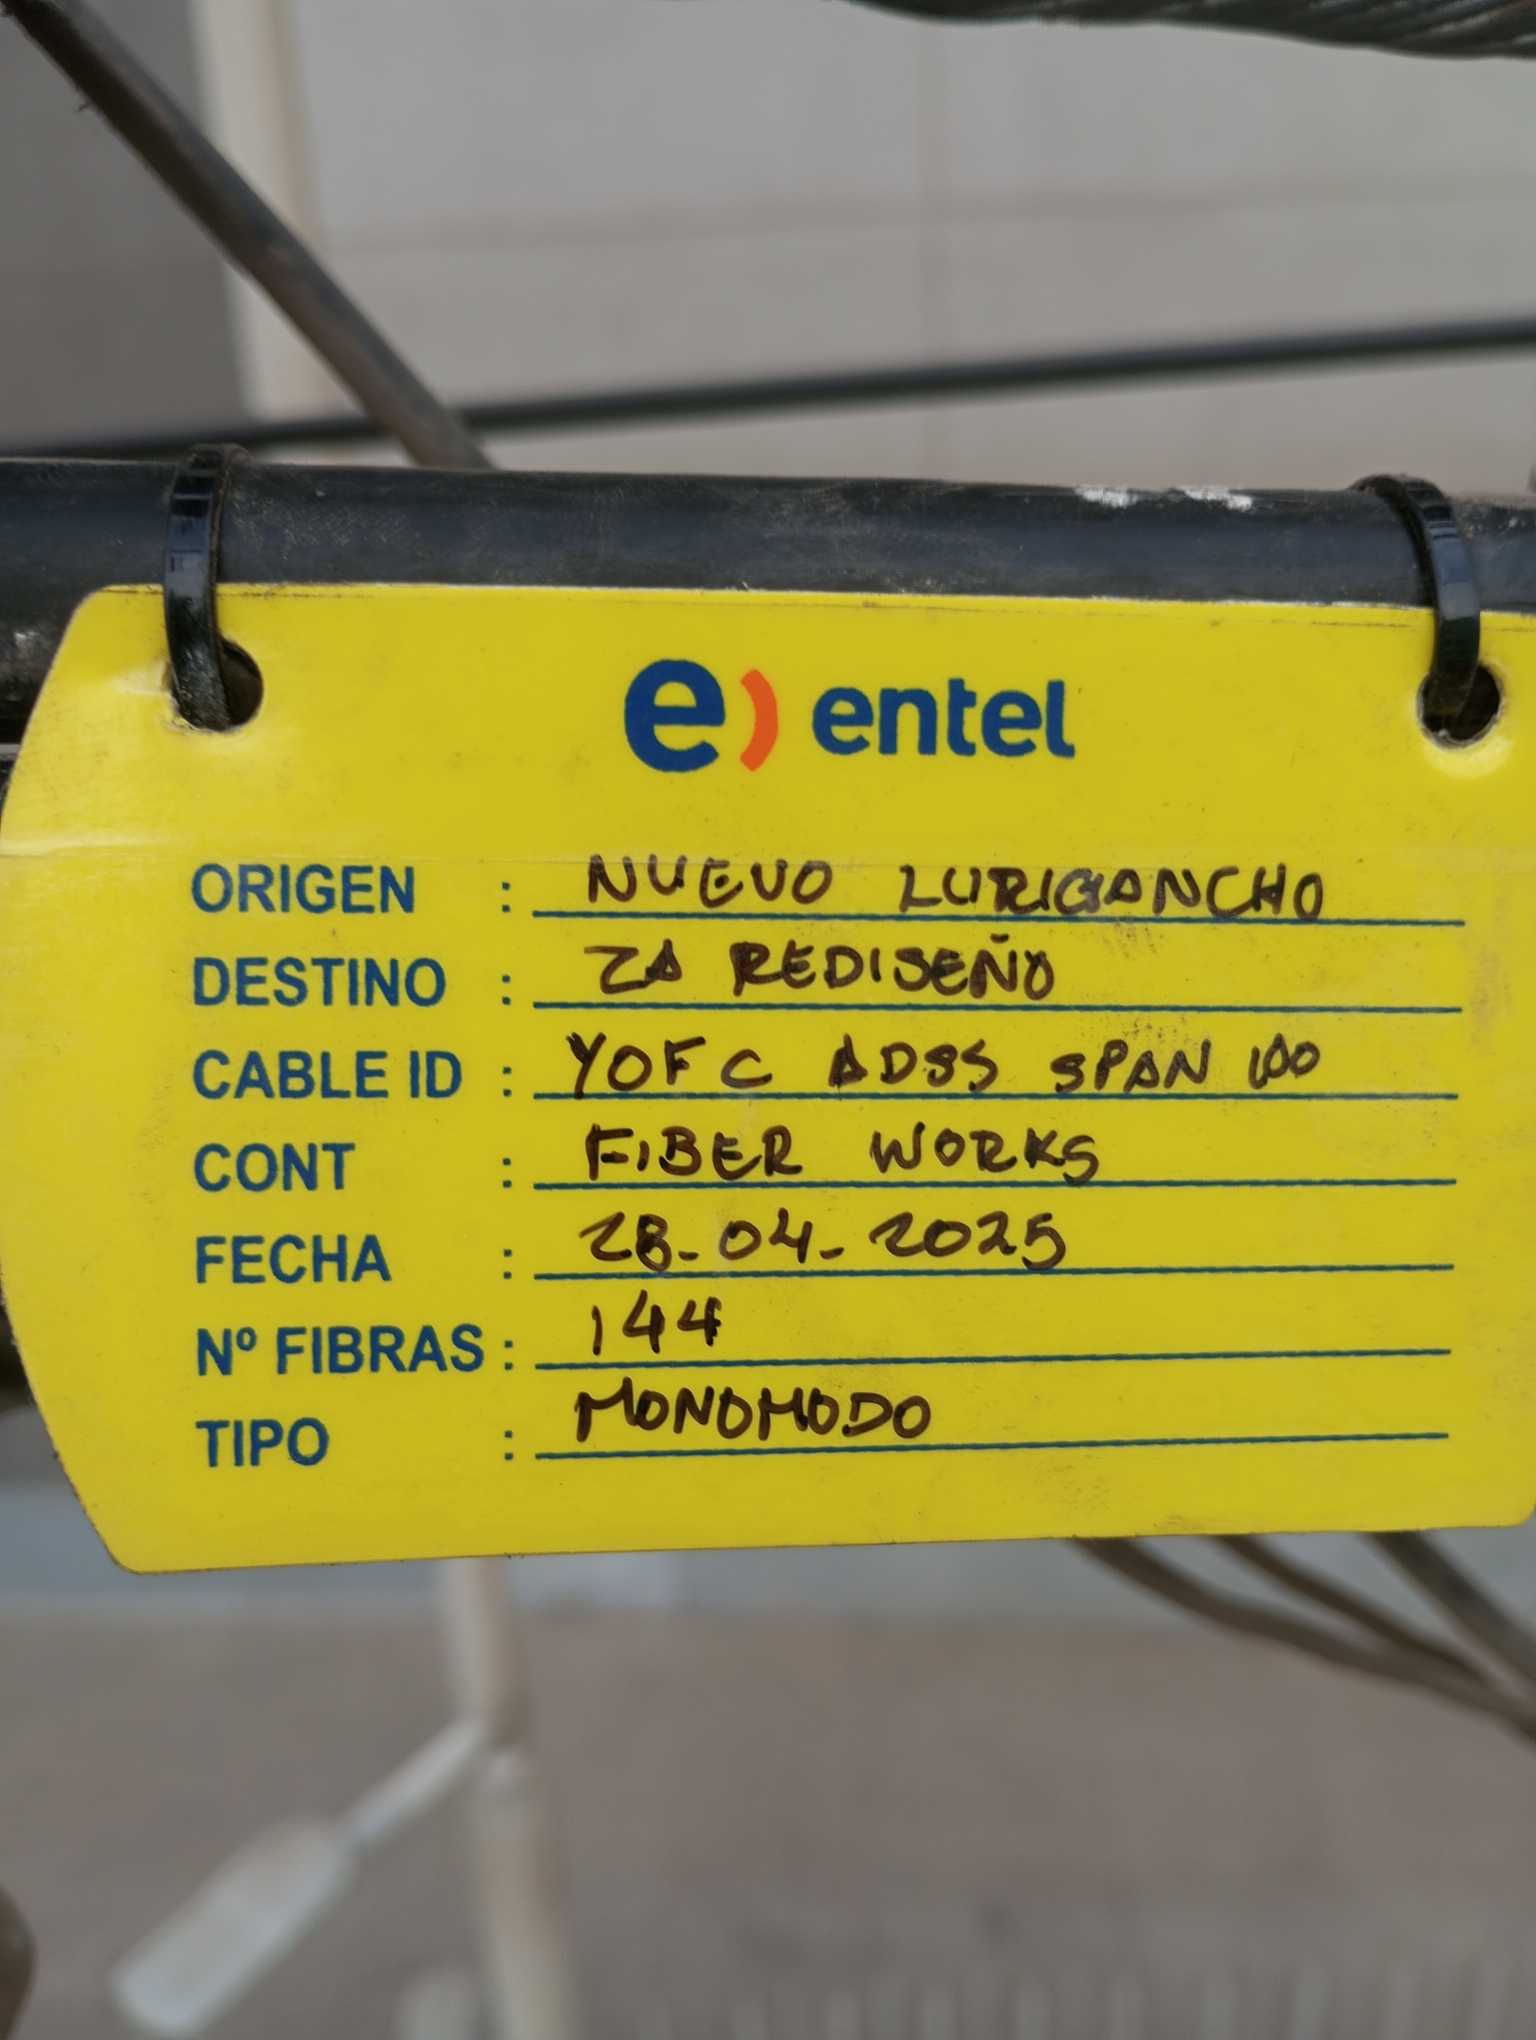 e) entel
ORIGEN : NUEVO LURIGANCHO
DESTINO : ZA REDISEÑO
CABLE ID : YOFC ADSS SPAN 100
CONT : FIBER WORKS
FECHA : 28-04-2025
Nº FIBRAS : 144
TIPO : MONOMODO